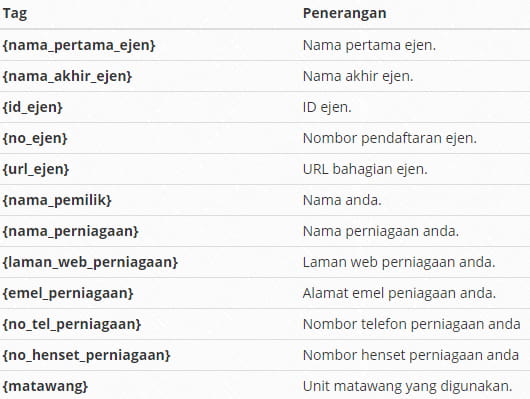 Tag Penerangan
{nama_pertama_ejen} Nama pertama ejen.
{nama_akhir_ejen} Nama akhir ejen.
{id_ejen} ID ejen.
{no_ejen} Nombor pendaftaran ejen.
{url_ejen} URL bahagian ejen.
{nama_pemilik} Nama anda.
{nama_perniagaan} Nama perniagaan anda.
{laman_web_perniagaan} Laman web perniagaan anda.
{emel_perniagaan} Alamat emel peniagaan anda.
{no_tel_perniagaan} Nombor telefon perniagaan anda
{no_henset_perniagaan} Nombor henset perniagaan anda
{matawang} Unit matawang yang digunakan.